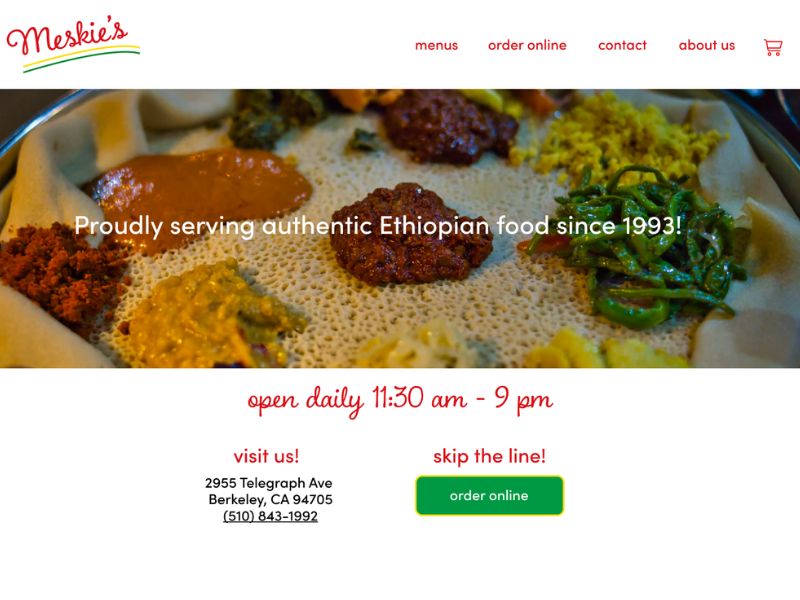 Meskie's
menus order online contact about us
Proudly serving authentic Ethiopian food since 1993!
open daily 11:30 am - 9 pm
visit us!
2955 Telegraph Ave
Berkeley, CA 94705
(510) 843-1992
skip the line!
order online